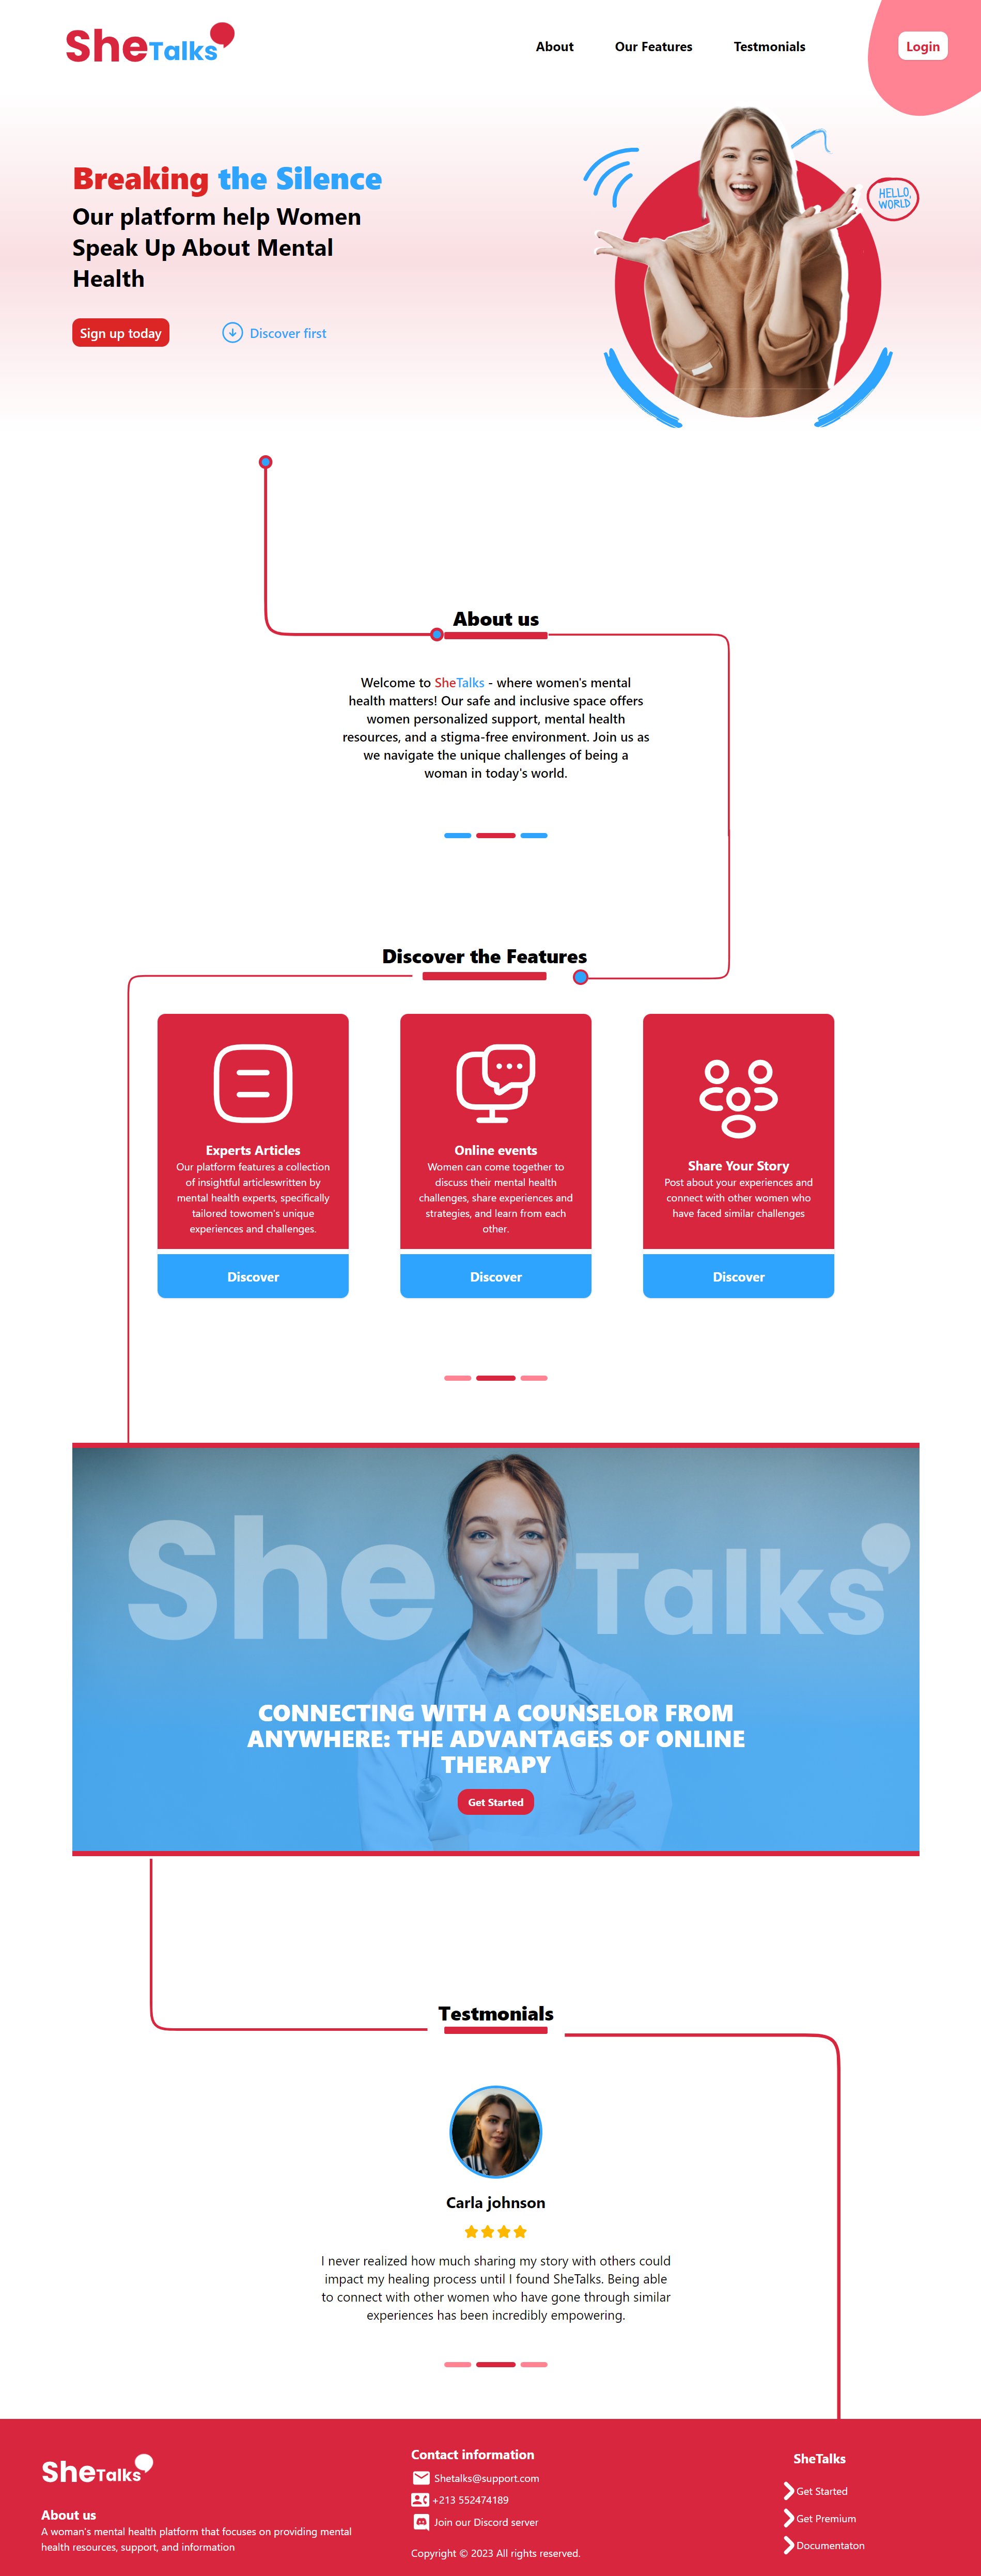 SheTalks
About
Our Features
Testmonials
Login
Breaking the Silence
Our platform help Women
Speak Up About Mental
Health
Sign up today
Discover first
HELLO,
WORLD
About us
Welcome to SheTalks - where women's mental
health matters! Our safe and inclusive space offers
women personalized support, mental health
resources, and a stigma-free environment. Join us as
we navigate the unique challenges of being a
woman in today's world.
Discover the Features
Experts Articles
Our platform features a collection
of insightful articleswritten by
mental health experts, specifically
tailored towomen's unique
experiences and challenges.
Discover
Online events
Women can come together to
discuss their mental health
challenges, share experiences and
strategies, and learn from each
other.
Discover
Share Your Story
Post about your experiences and
connect with other women who
have faced similar challenges
Discover
She Talks
CONNECTING WITH A COUNSELOR FROM
ANYWHERE: THE ADVANTAGES OF ONLINE
THERAPY
Get Started
Testmonials
Carla johnson
I never realized how much sharing my story with others could
impact my healing process until I found SheTalks. Being able
to connect with other women who have gone through similar
experiences has been incredibly empowering.
SheTalks
About us
A woman's mental health platform that focuses on providing mental
health resources, support, and information
Contact information
Shetalks@support.com
+213 552474189
Join our Discord server
Copyright © 2023 All rights reserved.
SheTalks
Get Started
Get Premium
Documentaton